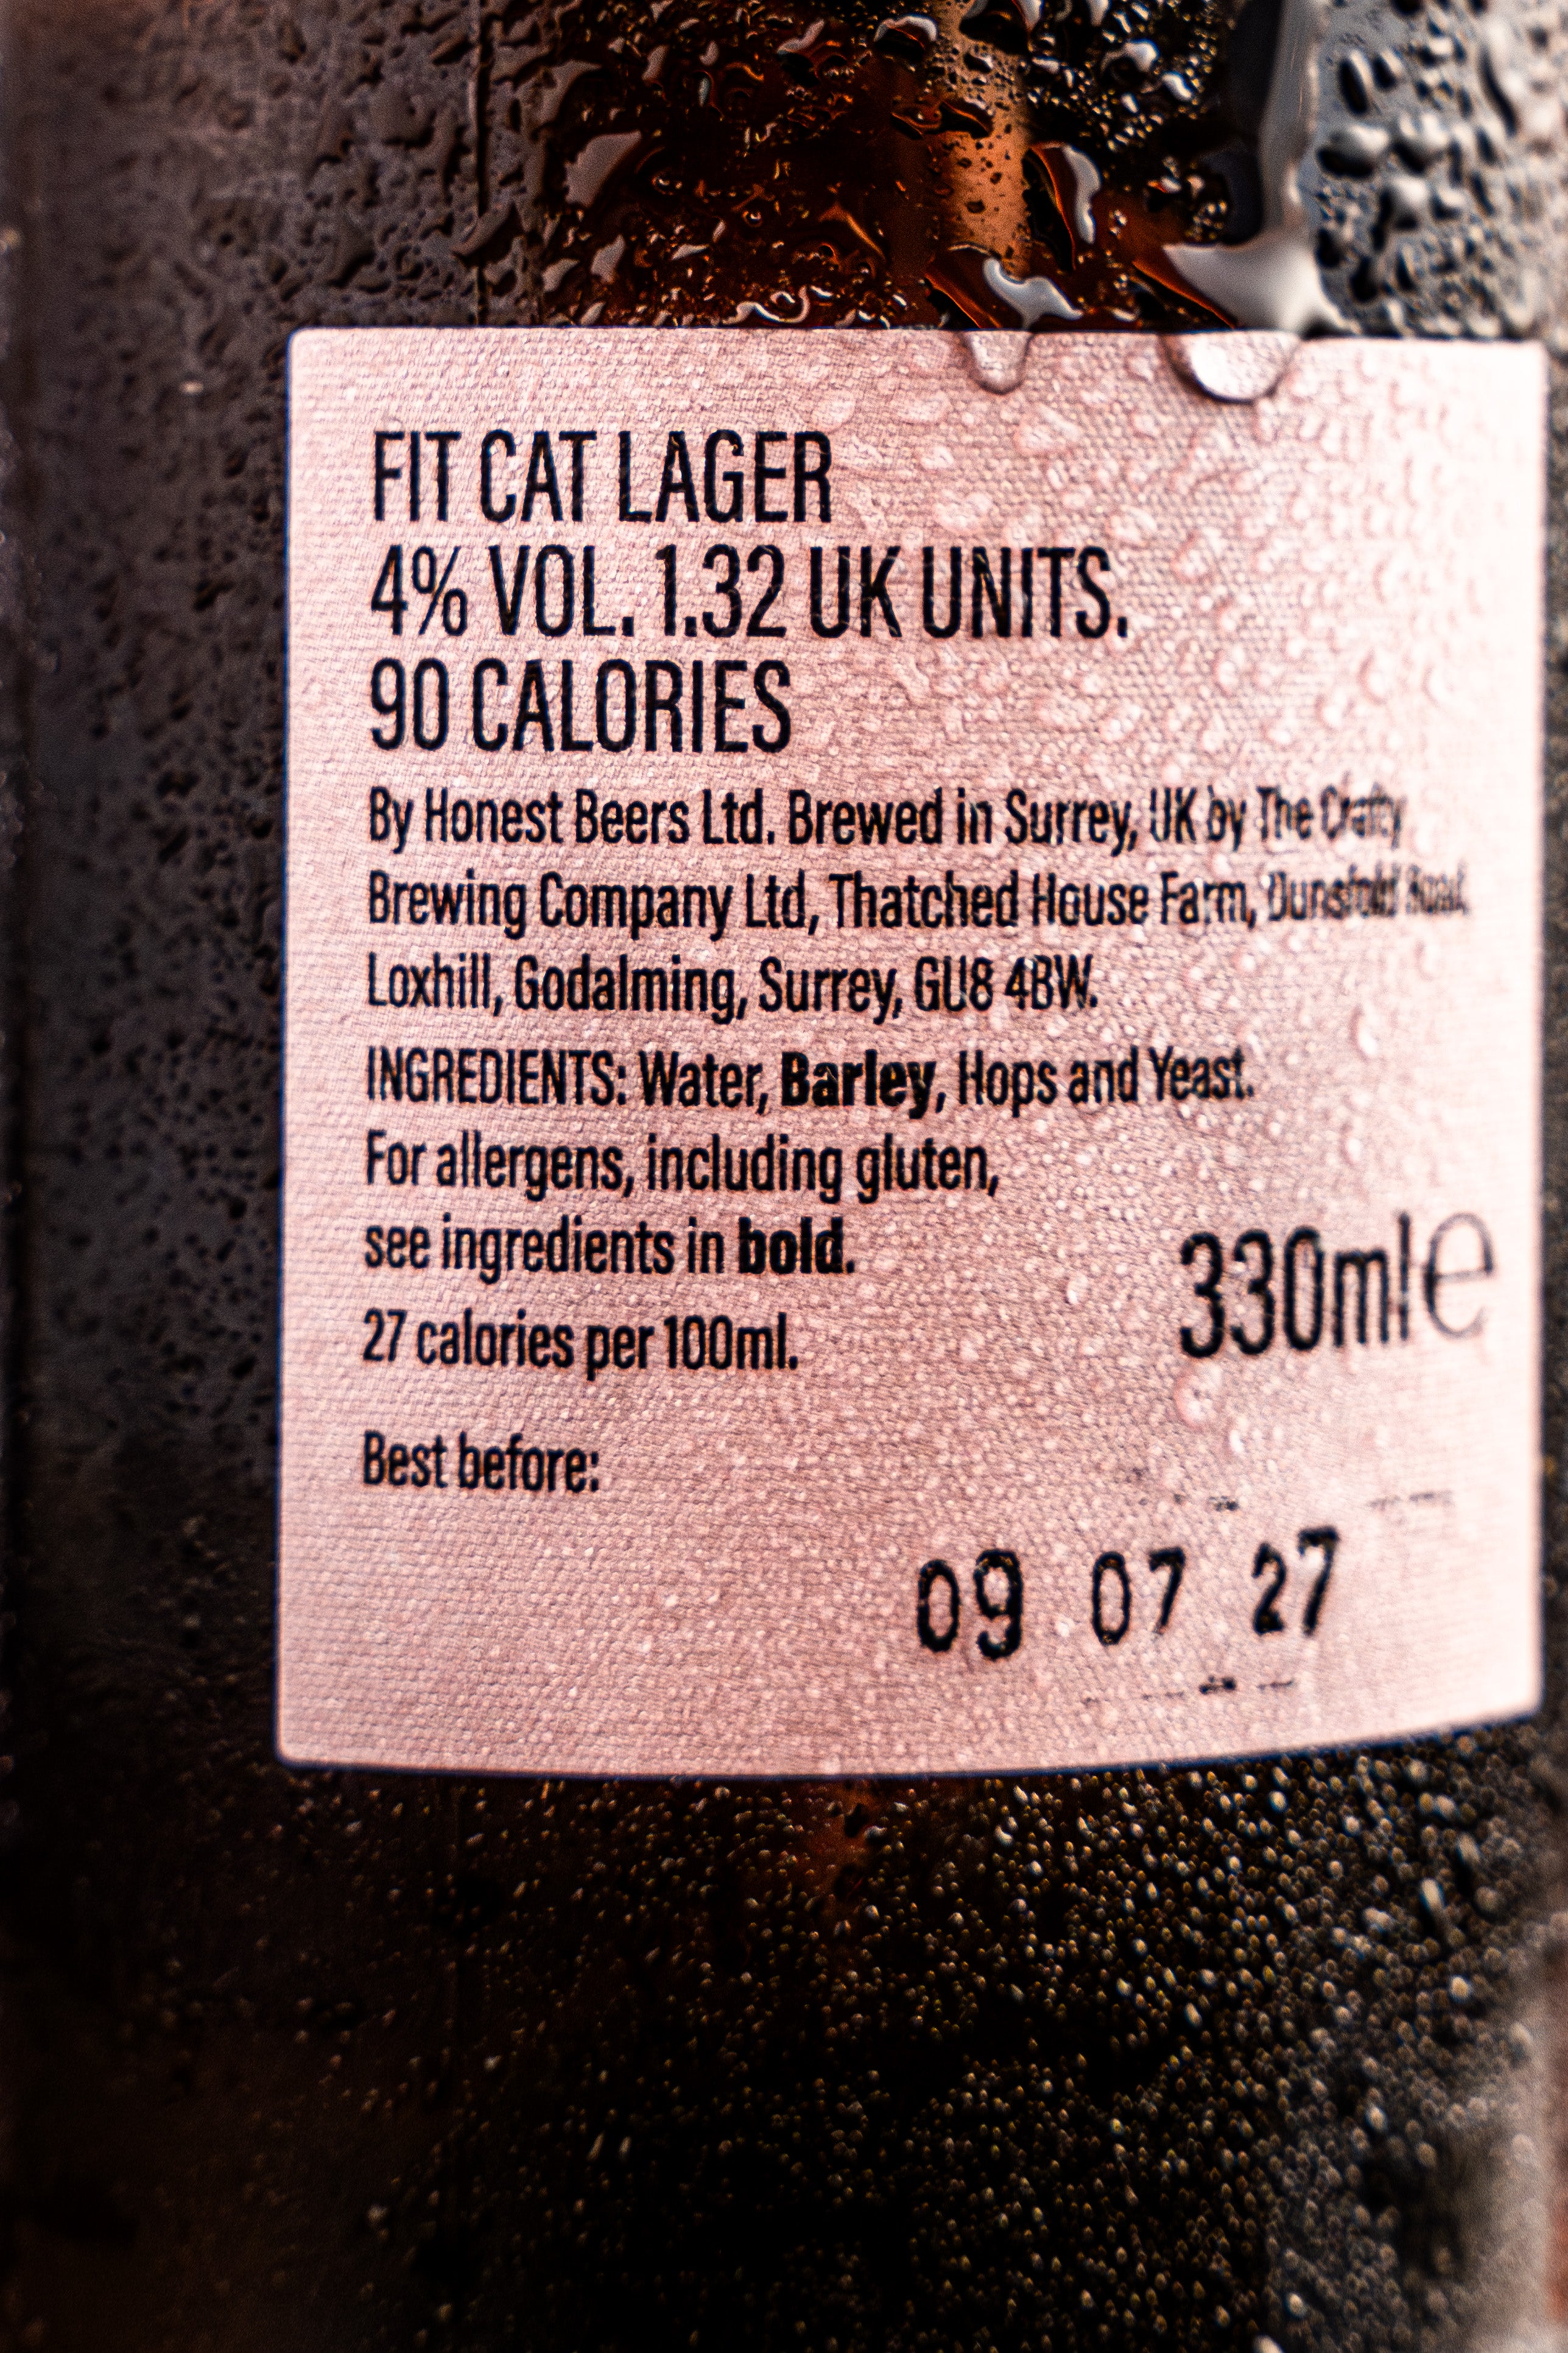 FIT CAT LAGER
4% VOL. 1.32 UK UNITS.
90 CALORIES
By Honest Beers Ltd. Brewed in Surrey, UK by The Crafty
Brewing Company Ltd, Thatched House Farm, Dunsfold Road,
Loxhill, Godalming, Surrey, GU8 4BW.
INGREDIENTS: Water, Barley, Hops and Yeast.
For allergens, including gluten,
see ingredients in bold.
27 calories per 100ml.
330ml e
Best before:
09 07 27